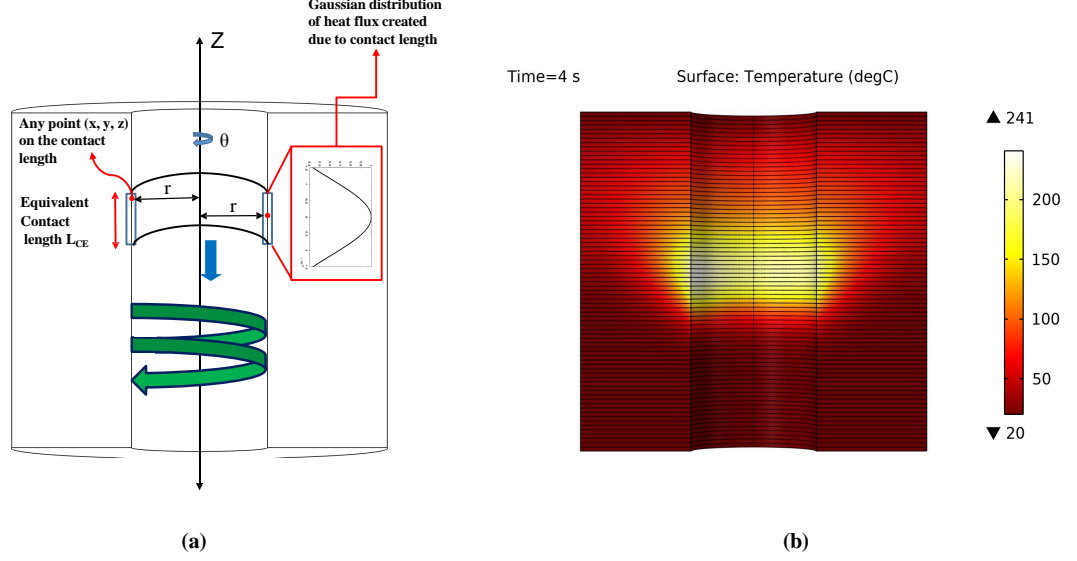 Gaussian distribution
of heat flux created
due to contact length
Z
Any point (x, y, z)
on the contact
length
θ
r
r
Equivalent
Contact
length L_CE
(a)
Time=4 s
Surface: Temperature (degC)
▲ 241
200
150
100
50
▼ 20
(b)